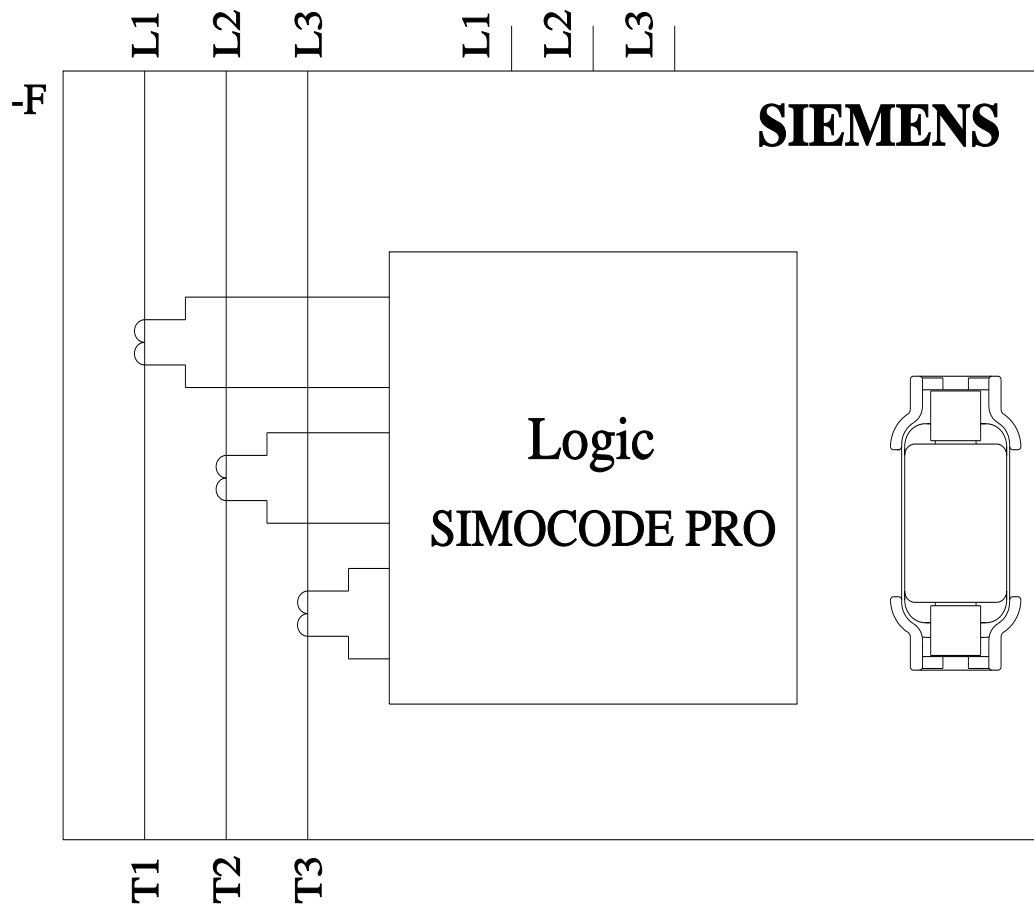 L1 L2 L3 L1 L2 L3
-F
SIEMENS
Logic
SIMOCODE PRO
T1 T2 T3